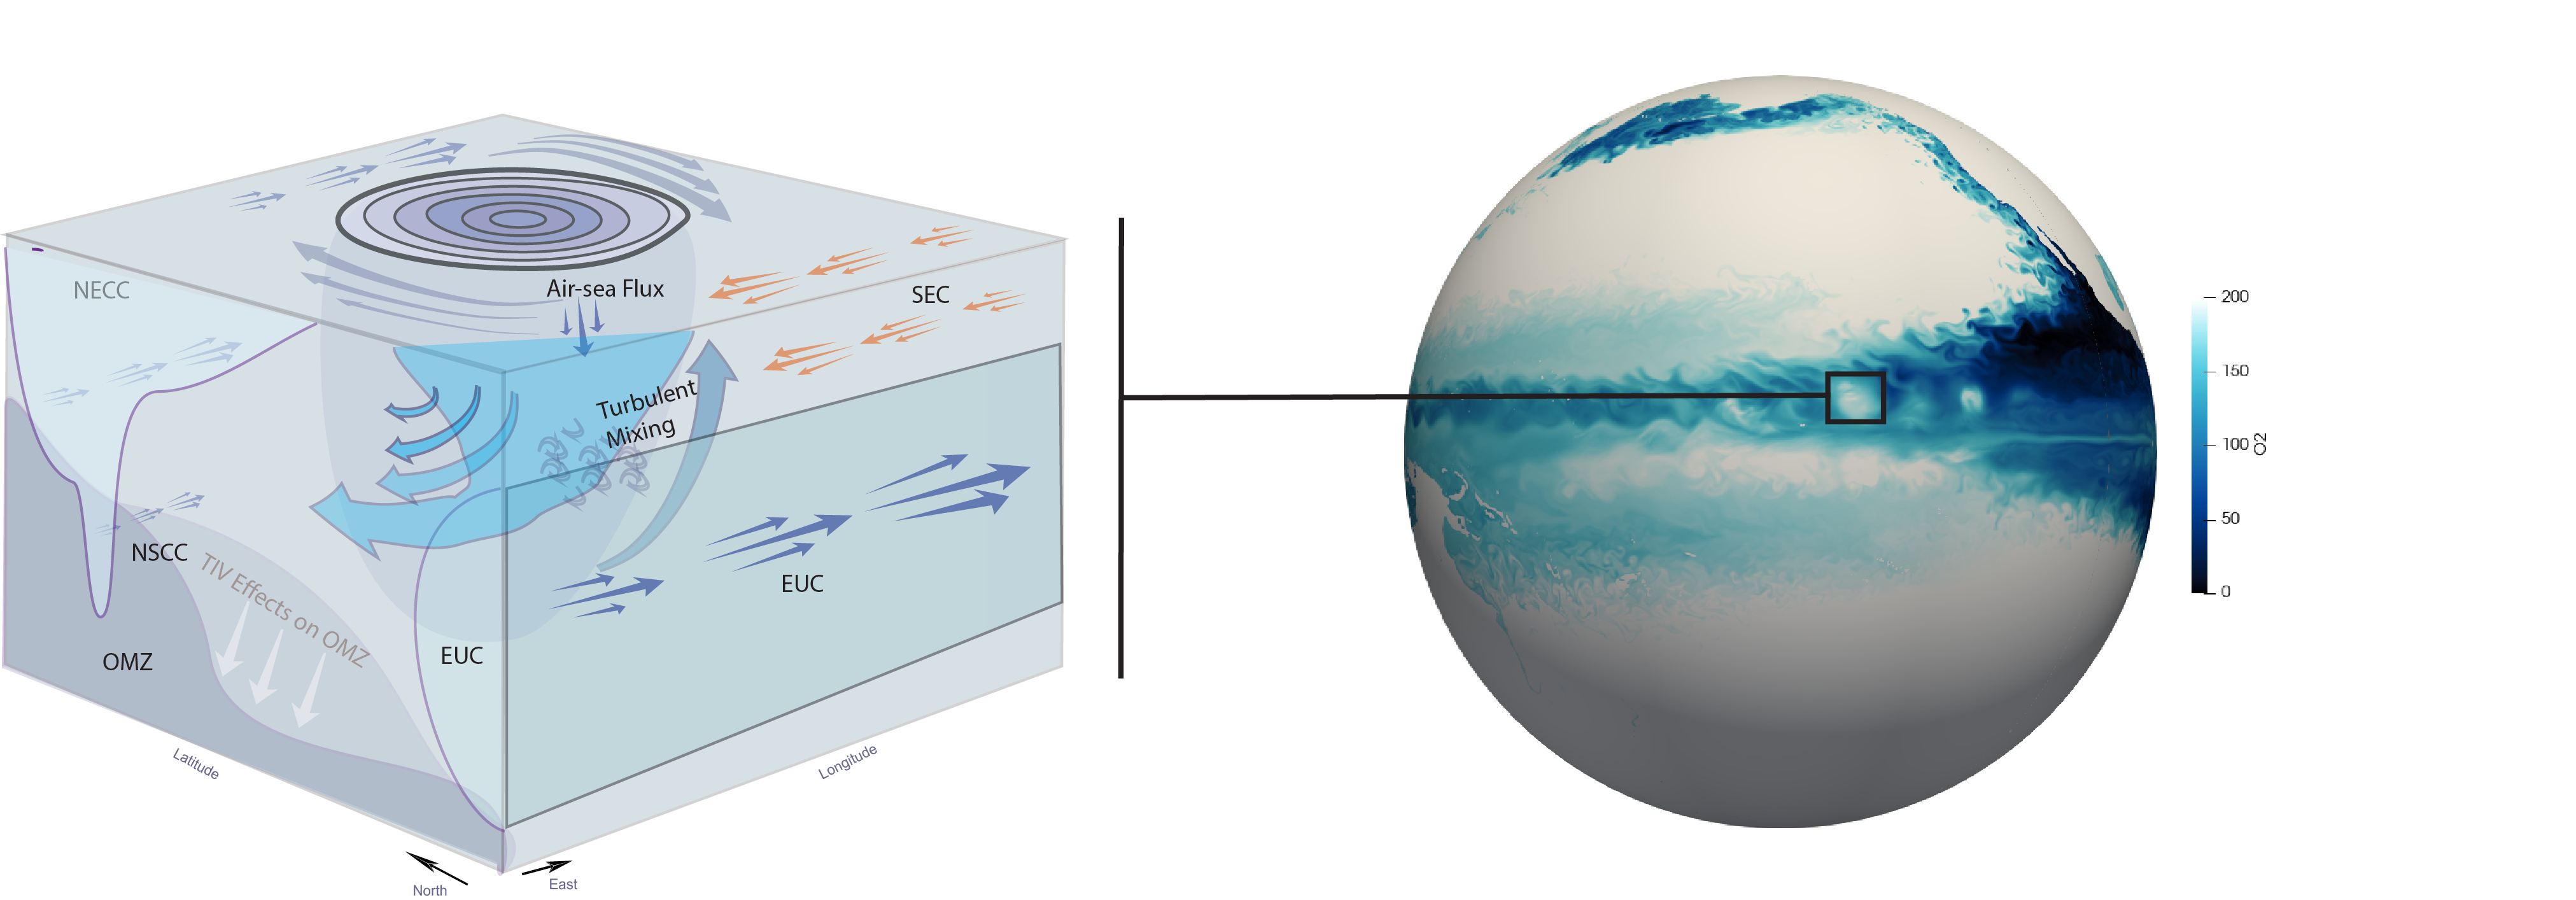 NECC
Air-sea Flux
SEC
Turbulent
Mixing
NSCC
TIV Effects on OMZ
EUC
OMZ
EUC
Latitude
Longitude
North
East
200
150
100
50
0
O2